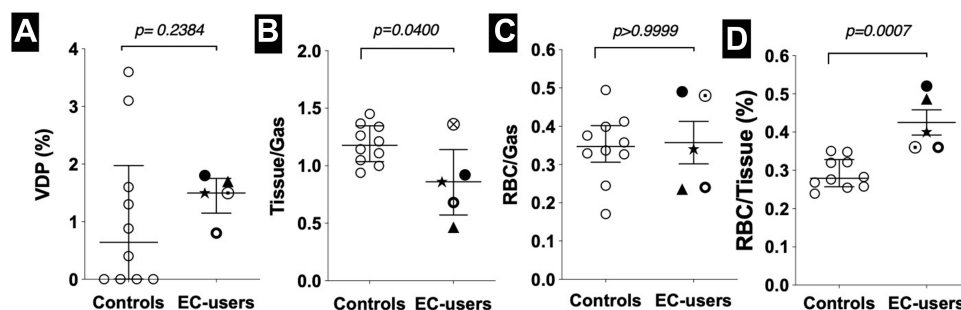 A
p= 0.2384
VDP (%)
4
3
2
1
0
Controls EC-users
B
p=0.0400
Tissue/Gas
2.0
1.5
1.0
0.5
0.0
Controls EC-users
C
p>0.9999
RBC/Gas
0.6
0.5
0.4
0.3
0.2
0.1
0.0
Controls EC-users
D
p=0.0007
RBC/Tissue (%)
0.6
0.5
0.4
0.3
0.2
0.1
0.0
Controls EC-users